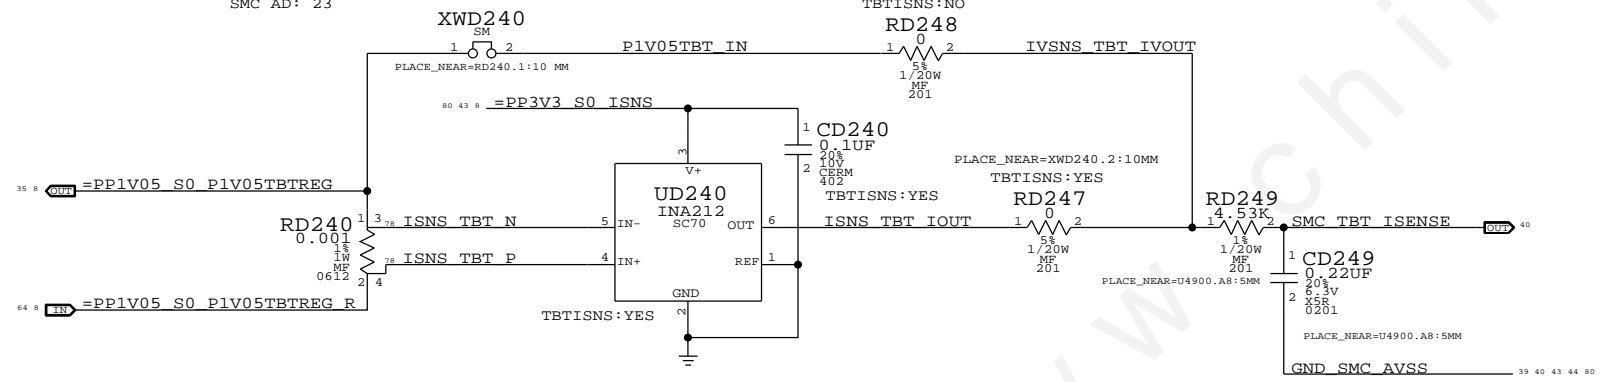 SMC AD: 23
TBTISNS:NO
XWD240
SM
1 2
PLACE_NEAR=RD240.1:10 MM
P1V05TBT_IN
RD248
0
1 2
5%
1/20W
MF
201
IVSNS_TBT_IVOUT
80 43 8 =PP3V3_S0_ISNS
CD240
0.1UF
20%
10V
CERM
402
1
2
TBTISNS:YES
35 8 OUT =PP1V05_S0_P1V05TBTREG
RD240
0.001
1%
1W
MF
0612
1 3
2 4
78 ISNS_TBT_N
78 ISNS_TBT_P
64 8 IN =PP1V05_S0_P1V05TBTREG_R
3
V+
UD240
INA212
SC70
5 IN-
4 IN+
OUT 6
REF 1
GND
2
TBTISNS:YES
ISNS_TBT_IOUT
PLACE_NEAR=XWD240.2:10MM
TBTISNS:YES
RD247
0
1 2
5%
1/20W
MF
201
RD249
4.53K
1 2
1%
1/20W
MF
201
PLACE_NEAR=U4900.A8:5MM
SMC_TBT_ISENSE
OUT 40
CD249
0.22UF
20%
6.3V
X5R
0201
1
2
PLACE_NEAR=U4900.A8:5MM
GND_SMC_AVSS
39 40 43 44 80
w w c h i